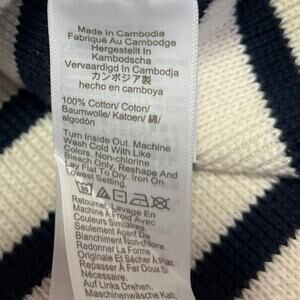 Made in Cambodia
Fabriqué Au Cambodge
Hergestellt In
Kambodscha
Vervaardigd In Cambodja
カンボジア製
hecho en camboya
100% Cotton/ Coton/
Baumwolle/ Katoen/ 綿/
algodón
Turn Inside Out. Machine
Wash Cold With Like
Colors. Non-chlorine
Bleach Only. Reshape And
Lay Flat To Dry. Iron On
Lowest Setting.
Retourner. Lavage En
Machine À Froid Avec
Couleurs Similaires.
Seulement Agent De
Blanchiment Non-chloré.
Redonner La Forme
Originale Et Sécher À Plat.
Repasser À Fer Doux Si
Nécessaire.
Auf Links Drehen.
Maschinenwäsche Kalt